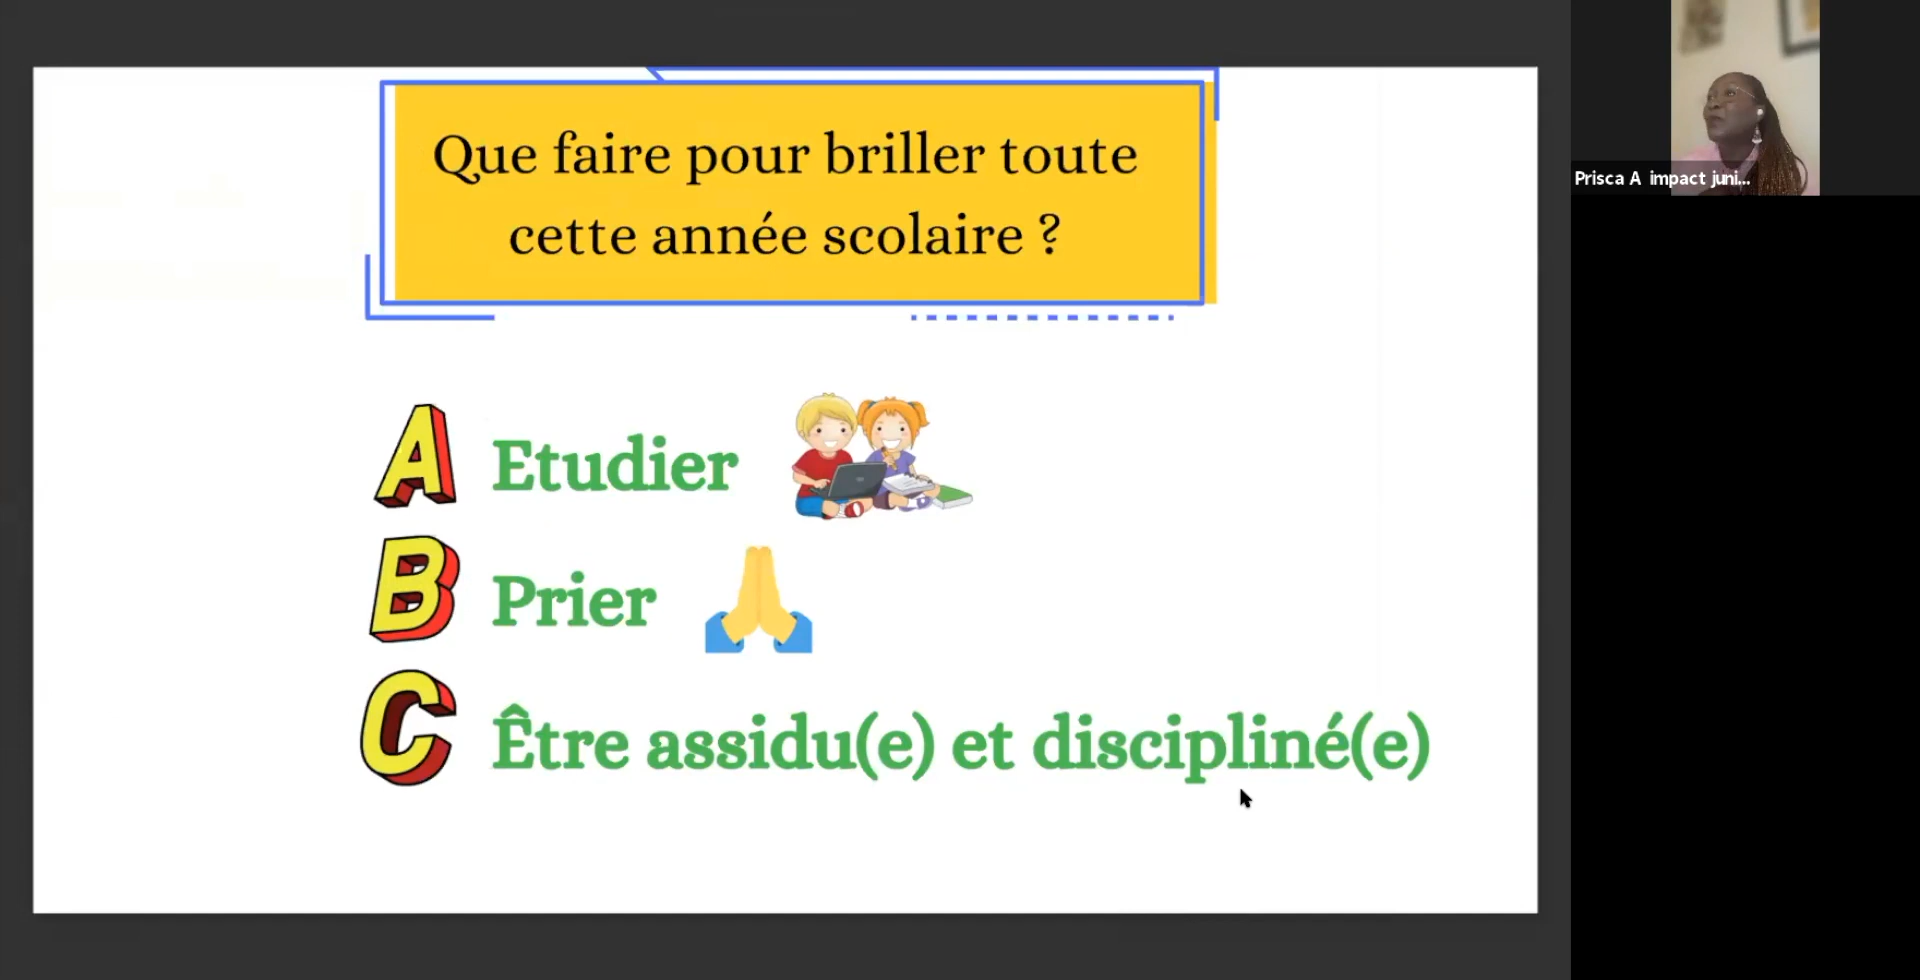 Que faire pour briller toute
cette année scolaire ?
A Etudier
B Prier
C Être assidu(e) et discipliné(e)
Prisca A impact juni...